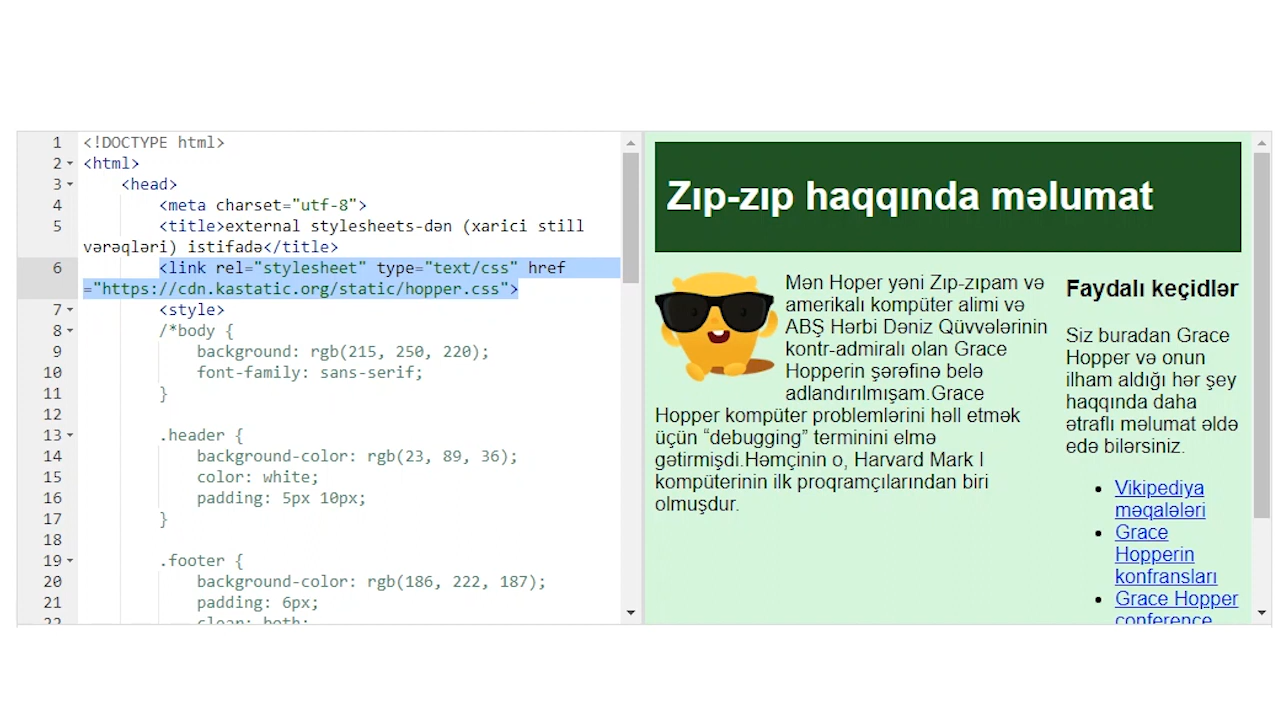 1 <!DOCTYPE html>
2 <html>
3 <head>
4 <meta charset="utf-8">
5 <title>external stylesheets-dən (xarici still
vərəqləri) istifadə</title>
6 <link rel="stylesheet" type="text/css" href
="https://cdn.kastatic.org/static/hopper.css">
7 <style>
8 /*body {
9 background: rgb(215, 250, 220);
10 font-family: sans-serif;
11 }
12
13 .header {
14 background-color: rgb(23, 89, 36);
15 color: white;
16 padding: 5px 10px;
17 }
18
19 .footer {
20 background-color: rgb(186, 222, 187);
21 padding: 6px;
22 clean: both;
Zıp-zıp haqqında məlumat
Mən Hoper yəni Zıp-zıpam və
amerikalı kompüter alimi və
ABŞ Hərbi Dəniz Qüvvələrinin
kontr-admiralı olan Grace
Hopperin şərəfinə belə
adlandırılmışam.Grace
Hopper kompüter problemlərini həll etmək
üçün “debugging” terminini elmə
gətirmişdi.Həmçinin o, Harvard Mark I
kompüterinin ilk proqramçılarından biri
olmuşdur.
Faydalı keçidlər
Siz buradan Grace
Hopper və onun
ilham aldığı hər şey
haqqında daha
ətraflı məlumat əldə
edə bilərsiniz.
Vikipediya
məqalələri
Grace
Hopperin
konfransları
Grace Hopper
conference